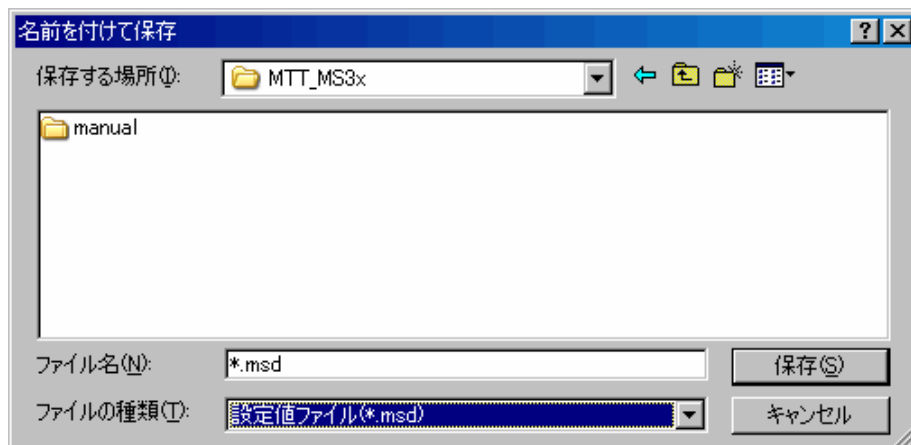 名前を付けて保存
保存する場所(I): MTT_MS3x
manual
ファイル名(N): *.msd 保存(S)
ファイルの種類(T): 設定値ファイル(*.msd) キャンセル